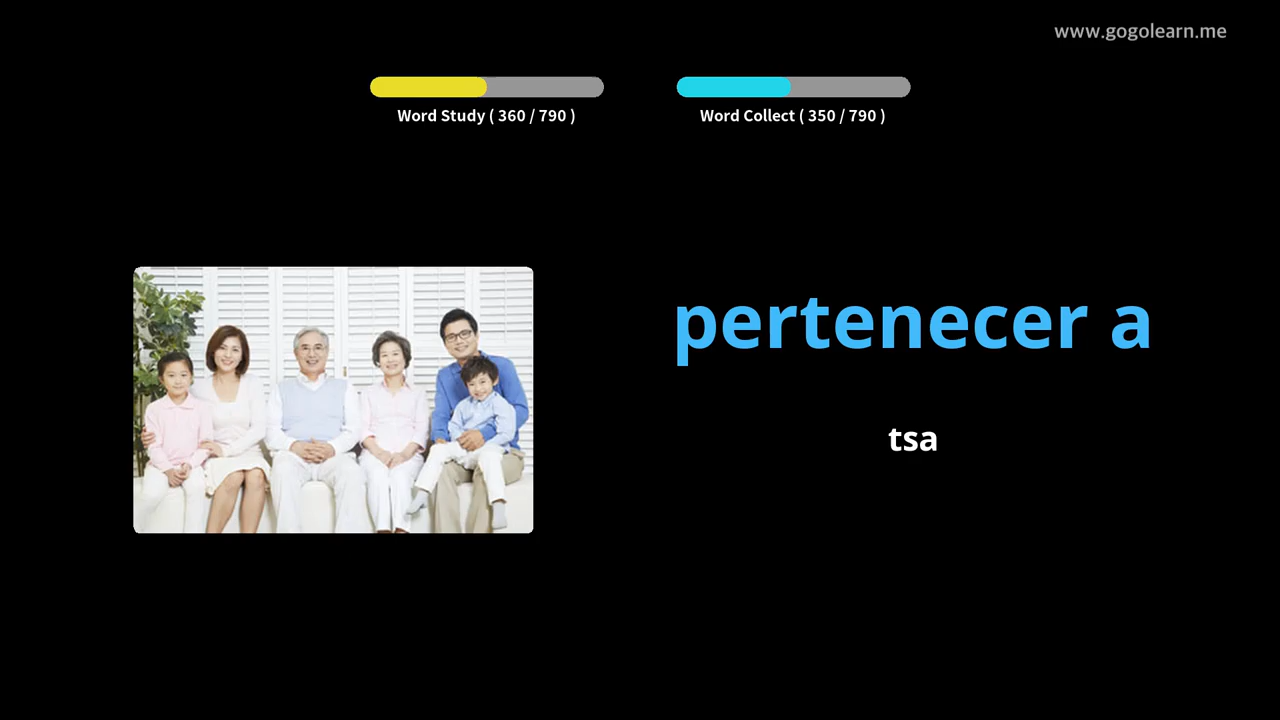 www.gogolearn.me
Word Study ( 360 / 790 )
Word Collect ( 350 / 790 )
pertenecer a
tsa